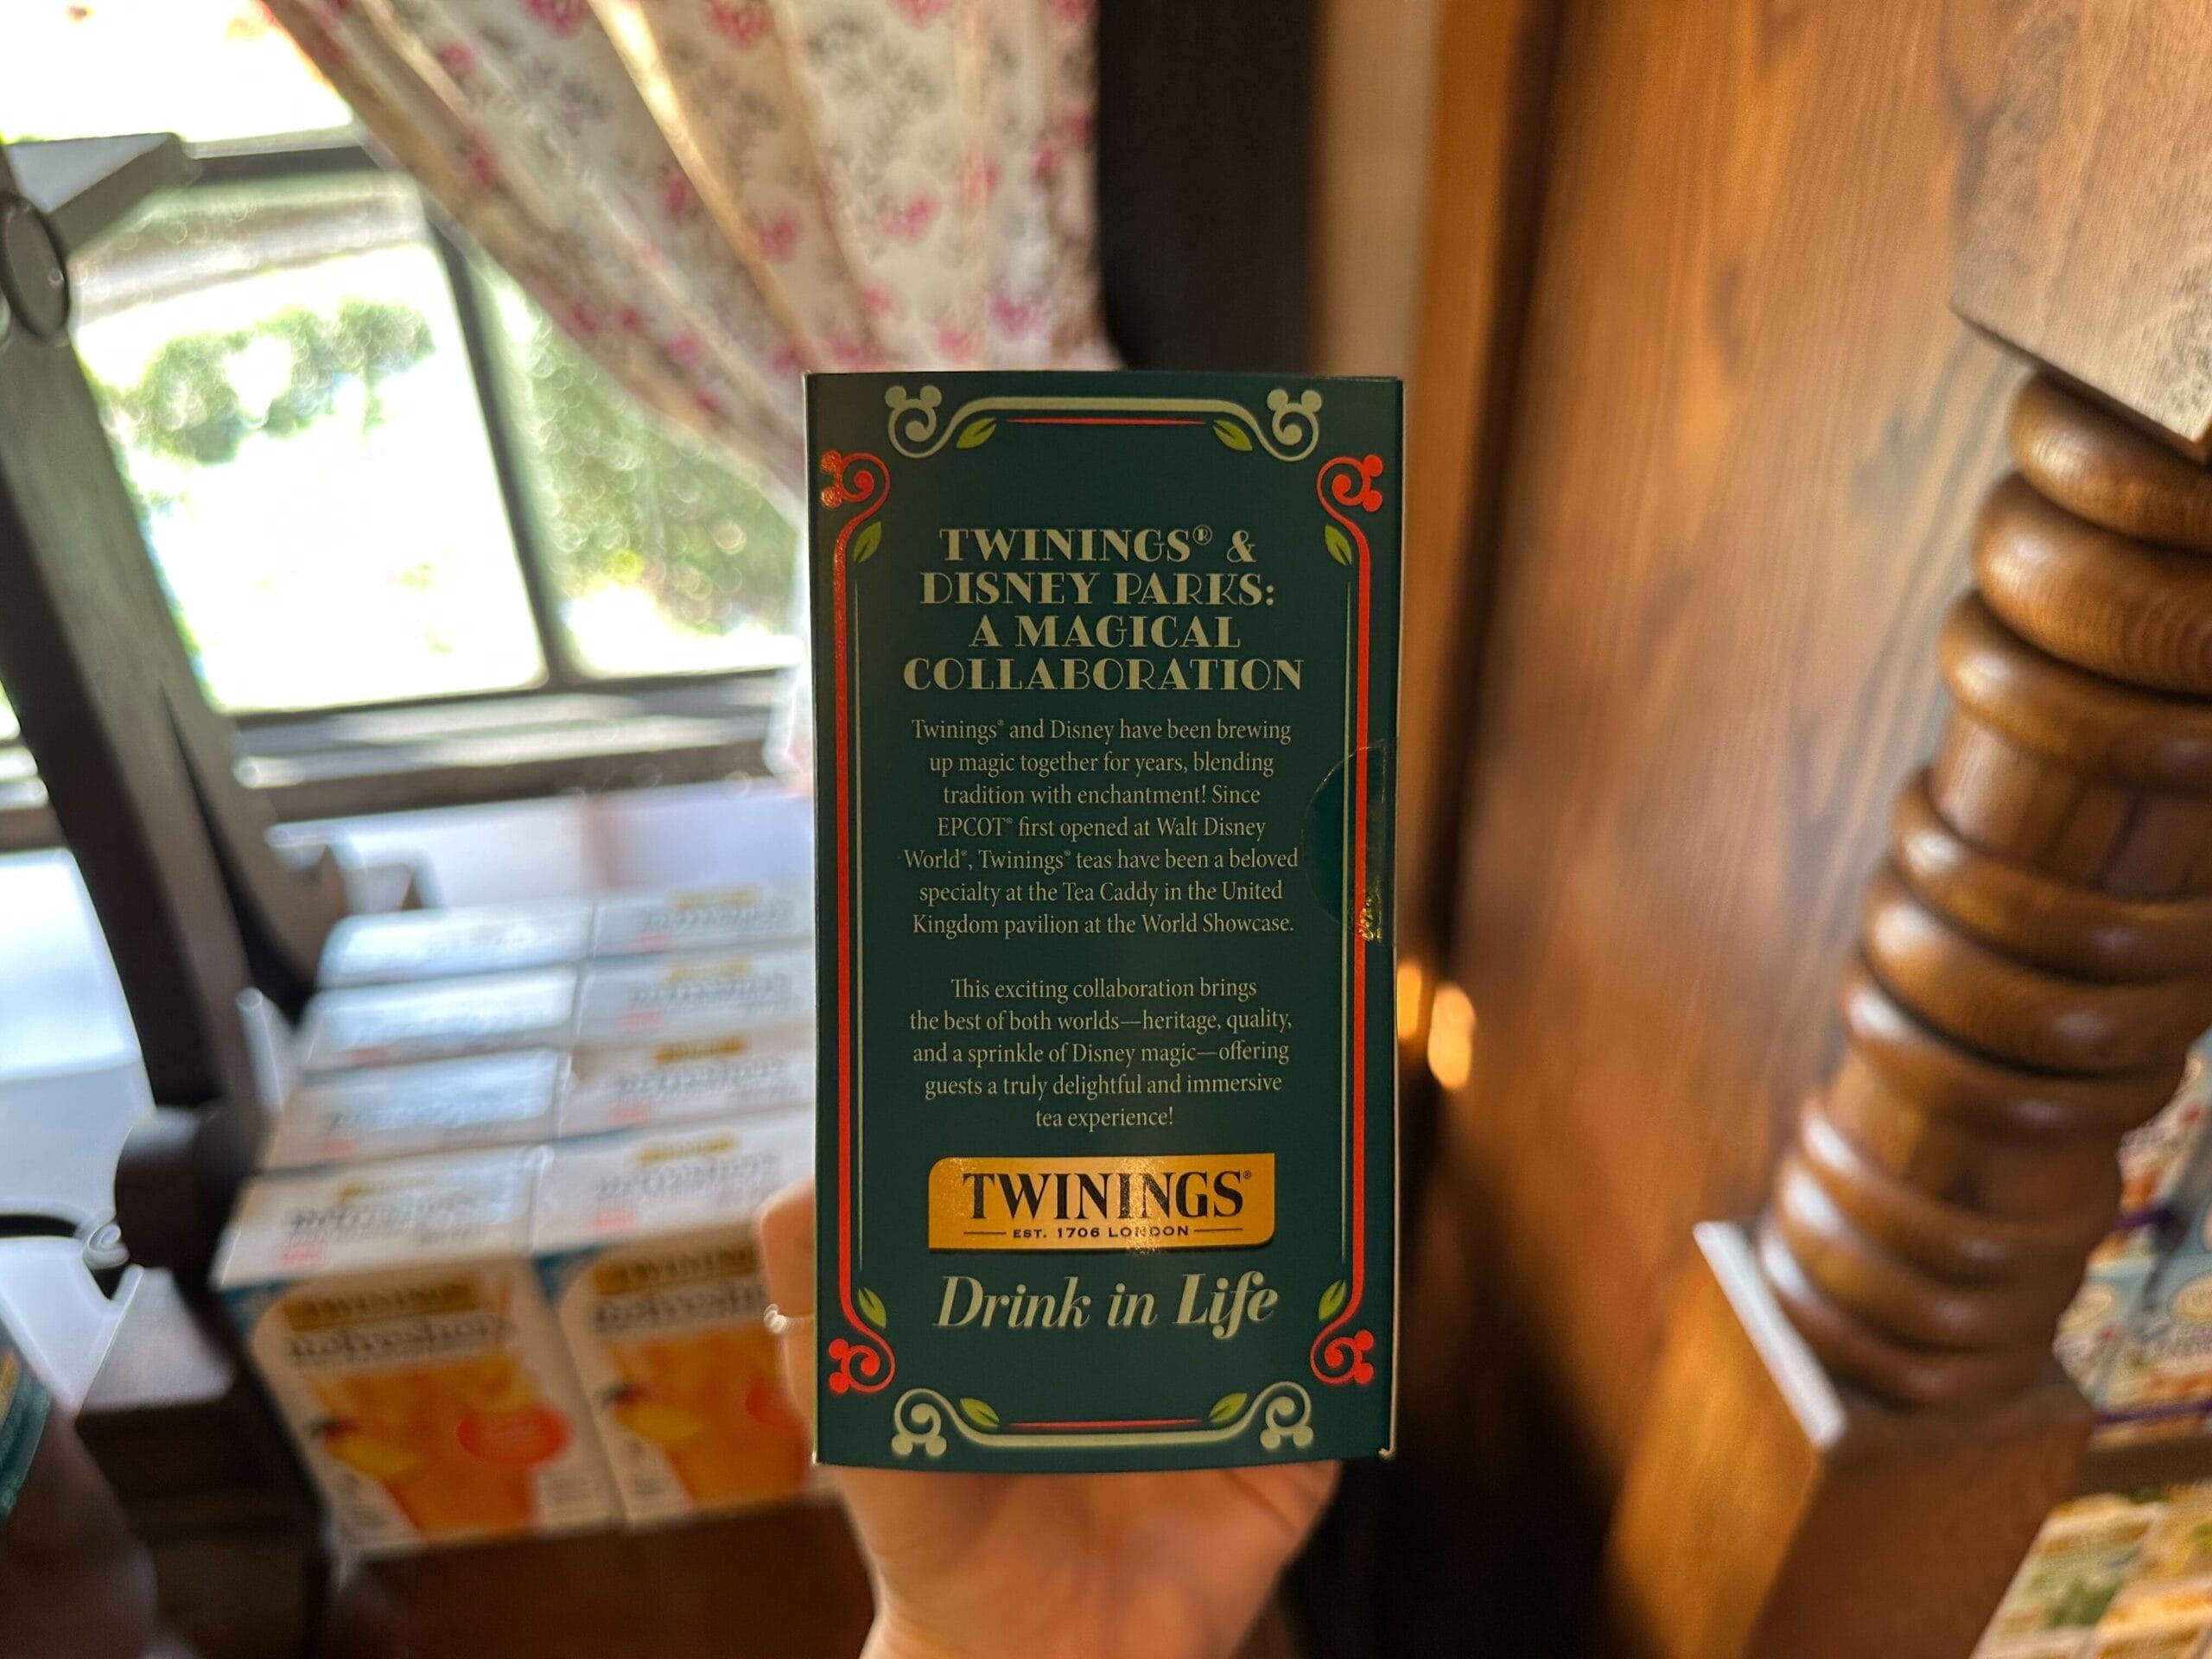 TWININGS® &
DISNEY PARKS:
A MAGICAL
COLLABORATION
Twinings® and Disney have been brewing
up magic together for years, blending
tradition with enchantment! Since
EPCOT® first opened at Walt Disney
World®, Twinings® teas have been a beloved
specialty at the Tea Caddy in the United
Kingdom pavilion at the World Showcase.
This exciting collaboration brings
the best of both worlds—heritage, quality,
and a sprinkle of Disney magic—offering
guests a truly delightful and immersive
tea experience!
TWININGS®
EST. 1706 LONDON
Drink in Life
TWININGS
Refreshers